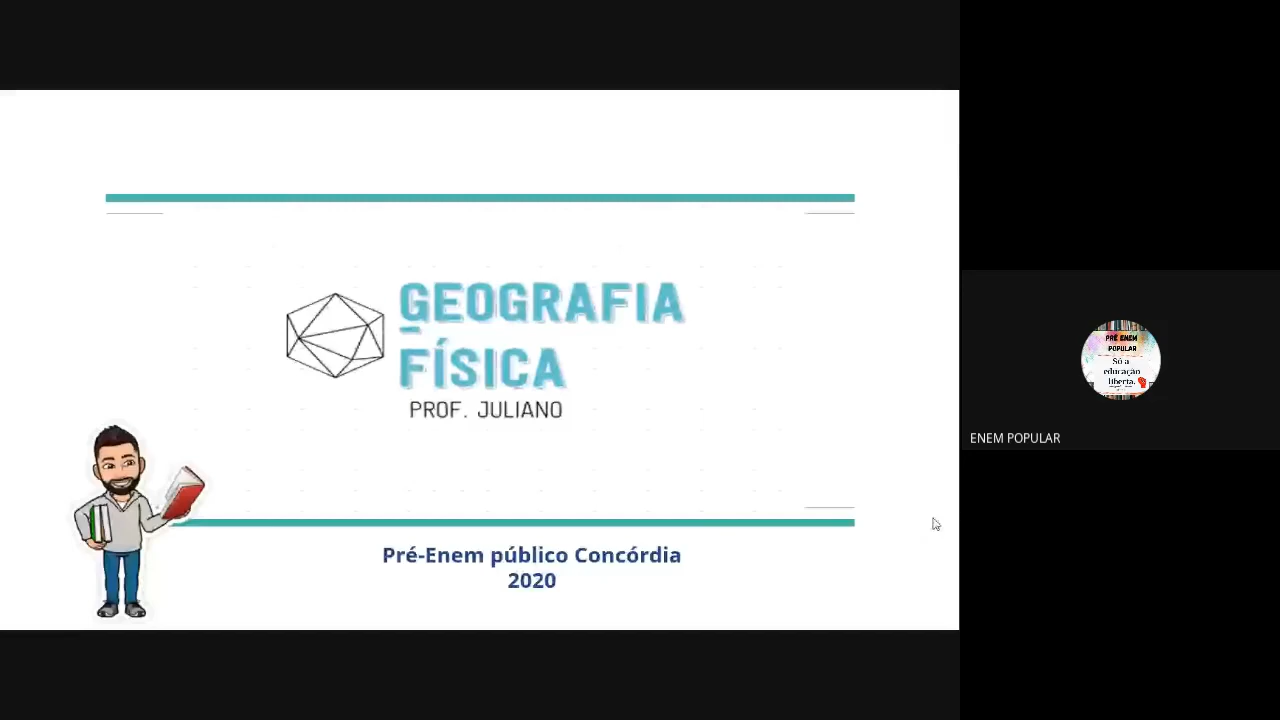 GEOGRAFIA
FÍSICA
PROF. JULIANO
Pré-Enem público Concórdia
2020
PRÉ ENEM
POPULAR
Só a
educação
liberta.
ENEM POPULAR